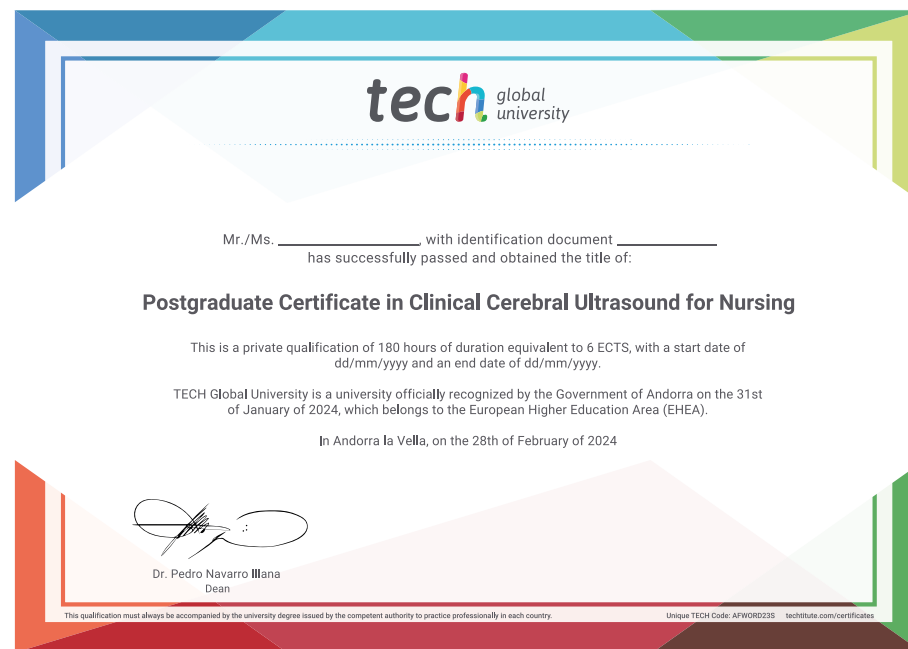 tech global university
Mr./Ms. ____________, with identification document ____________
has successfully passed and obtained the title of:
Postgraduate Certificate in Clinical Cerebral Ultrasound for Nursing
This is a private qualification of 180 hours of duration equivalent to 6 ECTS, with a start date of
dd/mm/yyyy and an end date of dd/mm/yyyy.
TECH Global University is a university officially recognized by the Government of Andorra on the 31st
of January of 2024, which belongs to the European Higher Education Area (EHEA).
In Andorra la Vella, on the 28th of February of 2024
Dr. Pedro Navarro Illana
Dean
This qualification must always be accompanied by the university degree issued by the competent authority to practice professionally in each country.
Unique TECH Code: AFWORD23S techtitute.com/certificates